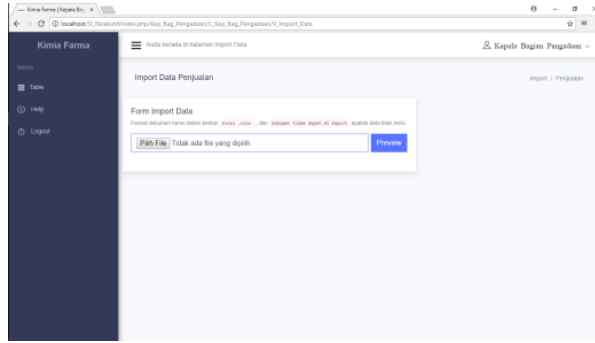 Kimia Farma | Kepala Bag
localhost/SI_Eksekutif/index.php/Kep_Bag_Pengadaan/C_Kep_Bag_Pengadaan/V_Import_Data
Kimia Farma
Anda berada di halaman Import Data
Kepala Bagian Pengadaan
Menu
Import Data Penjualan
Import / Penjualan
Table
Help
Logout
Form Import Data
Format dokumen harus dalam bentuk Excel .xlsx , dan dokumen tidak dapat di import apabila data tidak terisi.
Pilih File Tidak ada file yang dipilih
Preview